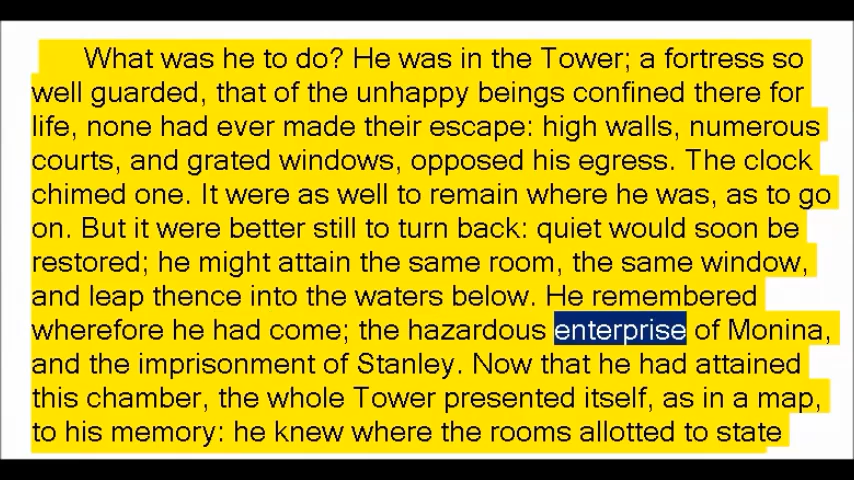 What was he to do? He was in the Tower; a fortress so
well guarded, that of the unhappy beings confined there for
life, none had ever made their escape: high walls, numerous
courts, and grated windows, opposed his egress. The clock
chimed one. It were as well to remain where he was, as to go
on. But it were better still to turn back: quiet would soon be
restored; he might attain the same room, the same window,
and leap thence into the waters below. He remembered
wherefore he had come; the hazardous enterprise of Monina,
and the imprisonment of Stanley. Now that he had attained
this chamber, the whole Tower presented itself, as in a map,
to his memory: he knew where the rooms allotted to state